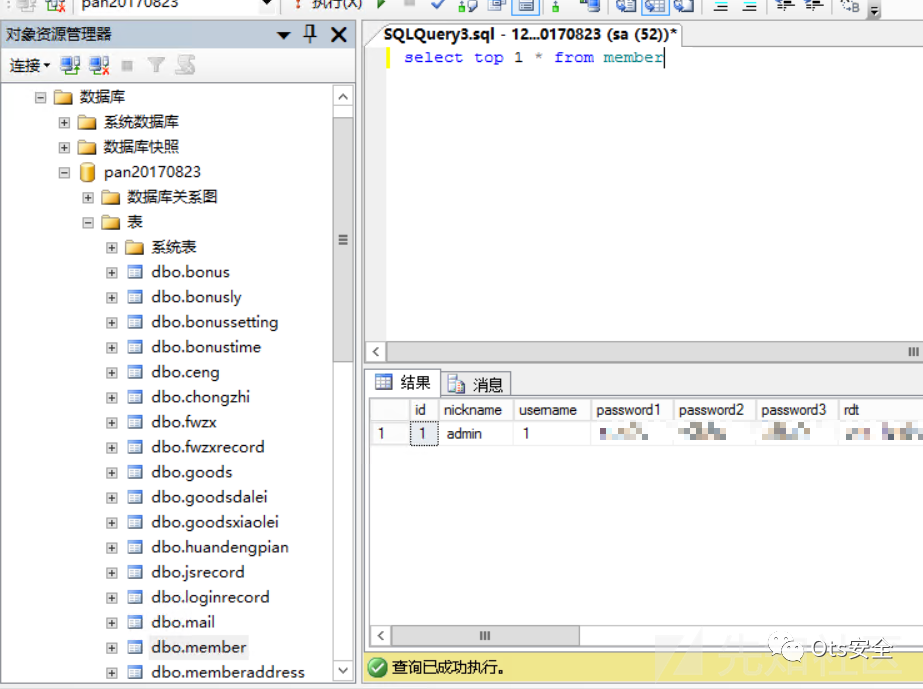 pan20170823
执行(X)
对象资源管理器
连接
数据库
系统数据库
数据库快照
pan20170823
数据库关系图
表
系统表
dbo.bonus
dbo.bonusly
dbo.bonussetting
dbo.bonustime
dbo.ceng
dbo.chongzhi
dbo.fwzx
dbo.fwzxrecord
dbo.goods
dbo.goodsdalei
dbo.goodsxiaolei
dbo.huandengpian
dbo.jsrecord
dbo.loginrecord
dbo.mail
dbo.member
dbo.memberaddress
SQLQuery3.sql - 12...0170823 (sa (52))*
select top 1 * from member
结果 消息
id nickname username password1 password2 password3 rdt
1 1 admin 1
查询已成功执行。
先知社区
Ots安全